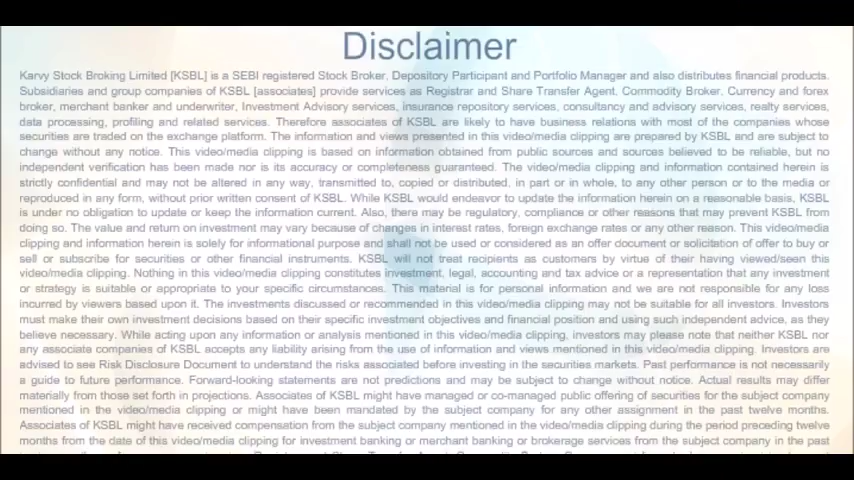 Disclaimer
Karvy Stock Broking Limited [KSBL] is a SEBI registered Stock Broker, Depository Participant and Portfolio Manager and also distributes financial products.
Subsidiaries and group companies of KSBL [associates] provide services as Registrar and Share Transfer Agent, Commodity Broker, Currency and forex
broker, merchant banker and underwriter, Investment Advisory services, insurance repository services, consultancy and advisory services, realty services,
data processing, profiling and related services. Therefore associates of KSBL are likely to have business relations with most of the companies whose
securities are traded on the exchange platform. The information and views presented in this video/media clipping are prepared by KSBL and are subject to
change without any notice. This video/media clipping is based on information obtained from public sources and sources believed to be reliable, but no
independent verification has been made nor is its accuracy or completeness guaranteed. The video/media clipping and information contained herein is
strictly confidential and may not be altered in any way, transmitted to, copied or distributed, in part or in whole, to any other person or to the media or
reproduced in any form, without prior written consent of KSBL. While KSBL would endeavor to update the information herein on a reasonable basis, KSBL
is under no obligation to update or keep the information current. Also, there may be regulatory, compliance or other reasons that may prevent KSBL from
doing so. The value and return on investment may vary because of changes in interest rates, foreign exchange rates or any other reason. This video/media
clipping and information herein is solely for informational purpose and shall not be used or considered as an offer document or solicitation of offer to buy or
sell or subscribe for securities or other financial instruments. KSBL will not treat recipients as customers by virtue of their having viewed/seen this
video/media clipping. Nothing in this video/media clipping constitutes investment, legal, accounting and tax advice or a representation that any investment
or strategy is suitable or appropriate to your specific circumstances. This material is for personal information and we are not responsible for any loss
incurred by viewers based upon it. The investments discussed or recommended in this video/media clipping may not be suitable for all investors. Investors
must make their own investment decisions based on their specific investment objectives and financial position and using such independent advice, as they
believe necessary. While acting upon any information or analysis mentioned in this video/media clipping, investors may please note that neither KSBL nor
any associate companies of KSBL accepts any liability arising from the use of information and views mentioned in this video/media clipping. Investors are
advised to see Risk Disclosure Document to understand the risks associated before investing in the securities markets. Past performance is not necessarily
a guide to future performance. Forward-looking statements are not predictions and may be subject to change without notice. Actual results may differ
materially from those set forth in projections. Associates of KSBL might have managed or co-managed public offering of securities for the subject company
mentioned in the video/media clipping or might have been mandated by the subject company for any other assignment in the past twelve months.
Associates of KSBL might have received compensation from the subject company mentioned in the video/media clipping during the period preceding twelve
months from the date of this video/media clipping for investment banking or merchant banking or brokerage services from the subject company in the past